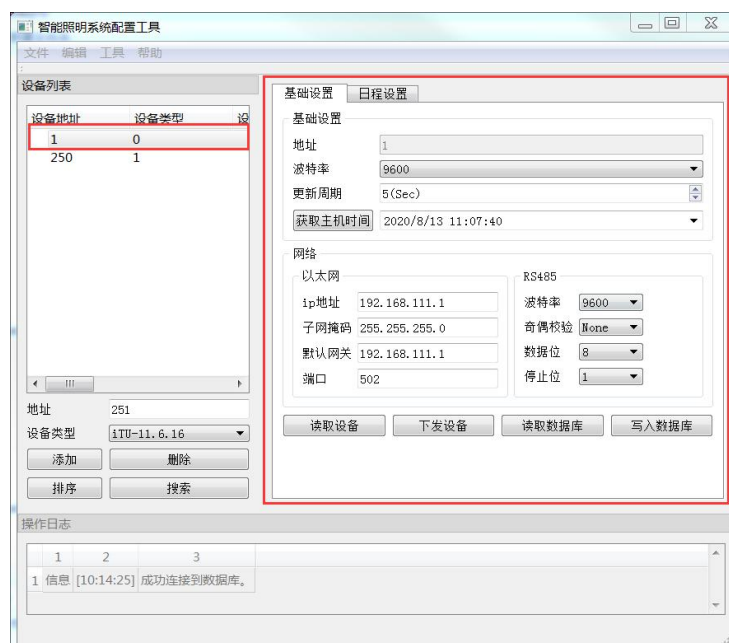 智能照明系统配置工具
文件 编辑 工具 帮助
设备列表
设备地址 设备类型 设
1 0
250 1
地址 251
设备类型 iTU-11.6.16
添加 删除
排序 搜索
基础设置 日程设置
基础设置
地址 1
波特率 9600
更新周期 5(Sec)
获取主机时间 2020/8/13 11:07:40
网络
以太网
ip地址 192.168.111.1
子网掩码 255.255.255.0
默认网关 192.168.111.1
端口 502
RS485
波特率 9600
奇偶校验 None
数据位 8
停止位 1
读取设备 下发设备 读取数据库 写入数据库
操作日志
1 2 3
1 信息 [10:14:25] 成功连接到数据库。